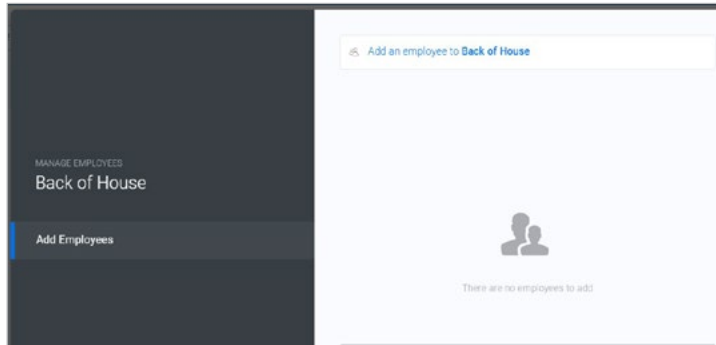 MANAGE EMPLOYEES
Back of House
Add Employees
Add an employee to Back of House
There are no employees to add